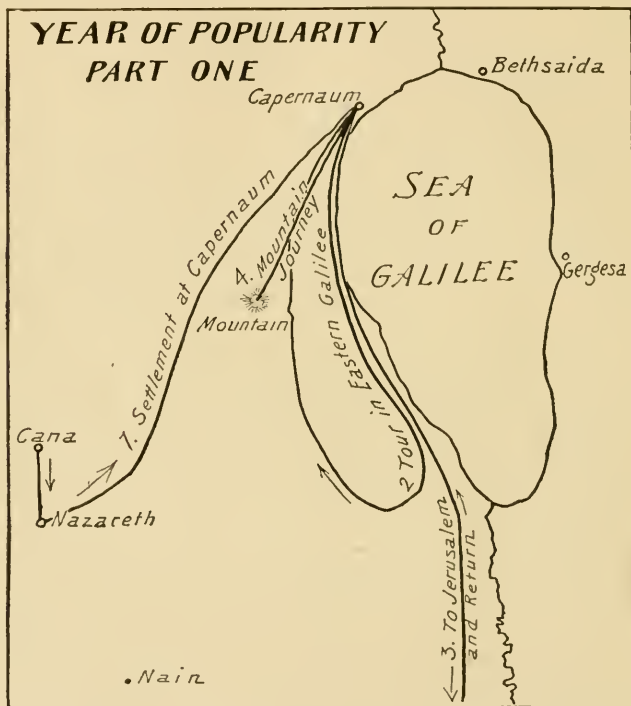 YEAR OF POPULARITY
PART ONE
Capernaum
Bethsaida
SEA
OF
GALILEE
Gergesa
1. Settlement at Capernaum
4. Mountain
Journey
Mountain
2 Tour in Eastern Galilee
Cana
Nazareth
3. To Jerusalem
and Return
Nain